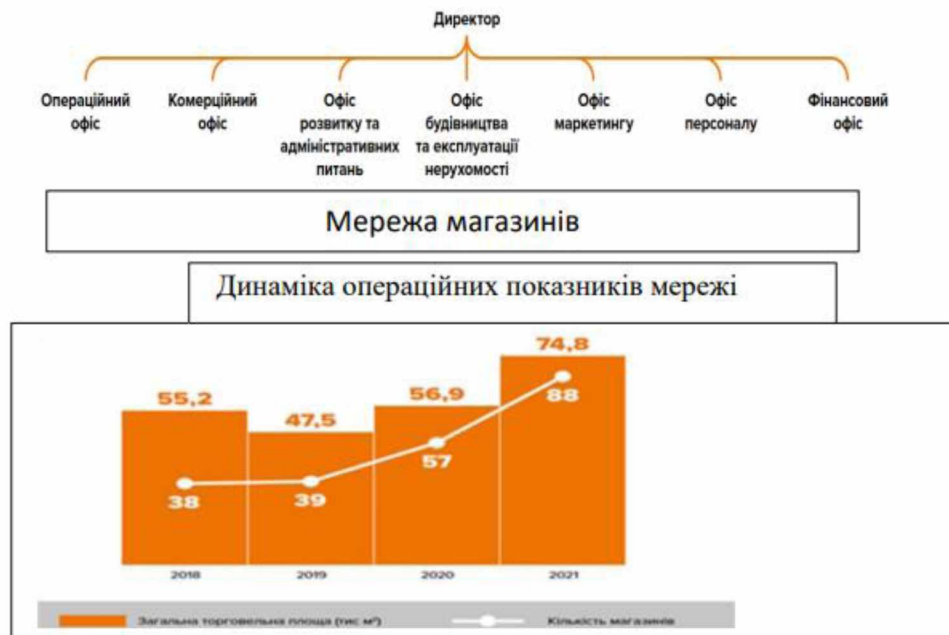 Директор
Операційний офіс
Комерційний офіс
Офіс розвитку та адміністративних питань
Офіс будівництва та експлуатації нерухомості
Офіс маркетингу
Офіс персоналу
Фінансовий офіс
Мережа магазинів
Динаміка операційних показників мережі
55,2
47,5
56,9
74,8
38
39
57
88
2018
2019
2020
2021
Загальна торговельна площа (тис м²)
Кількість магазинів